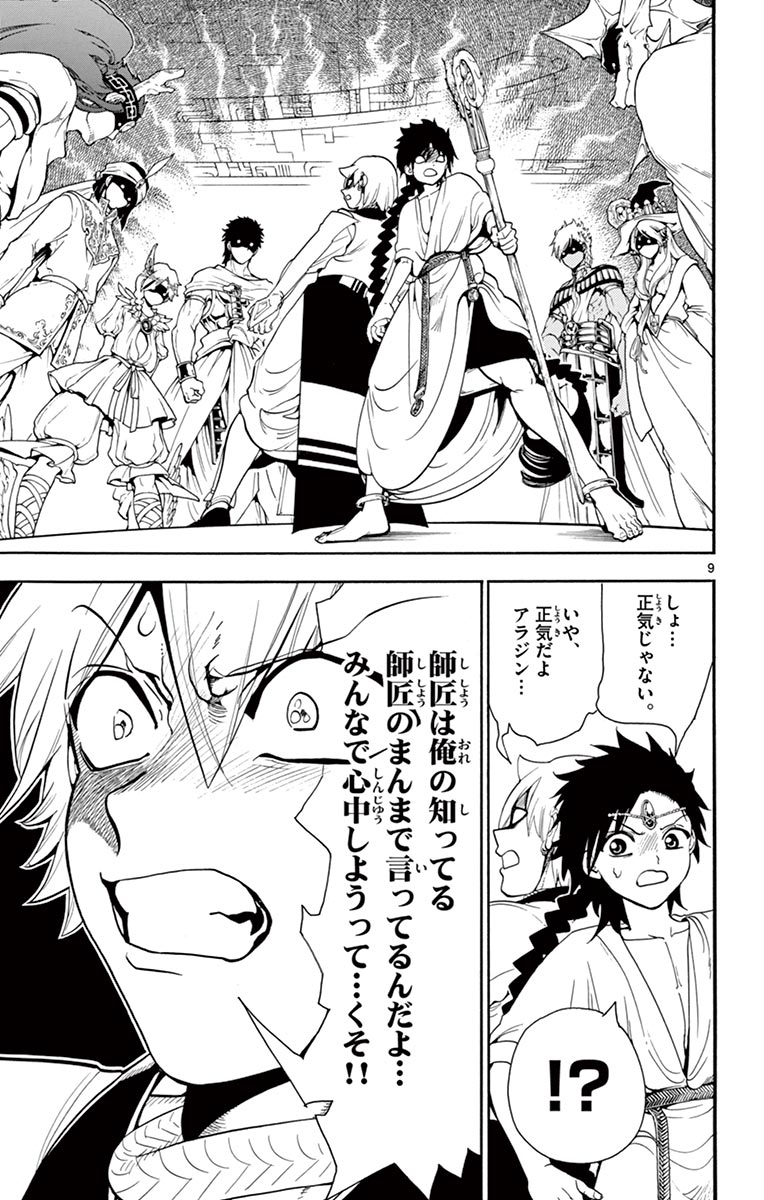 9
しょ…
正気じゃない。
いや、
正気だよ
アラジン…
!?
師匠は俺の知ってる
師匠のまんまで言ってるんだよ…
みんなで心中しようって…くそ!!